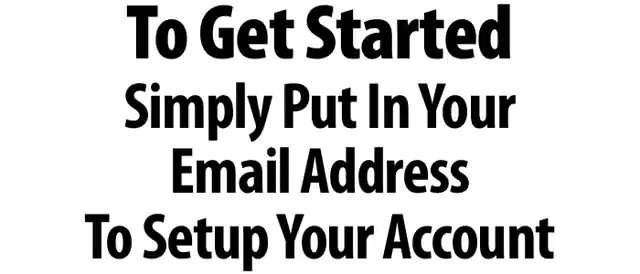 To Get Started
Simply Put In Your
Email Address
To Setup Your Account